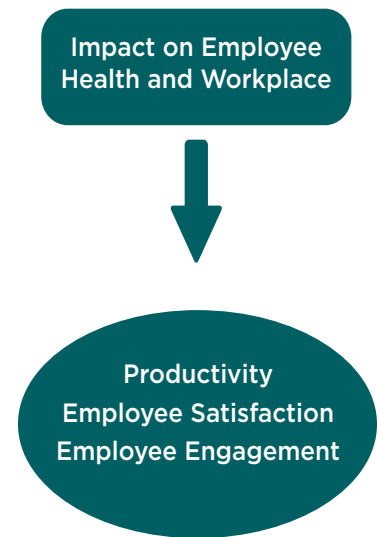 Impact on Employee
Health and Workplace
Productivity
Employee Satisfaction
Employee Engagement